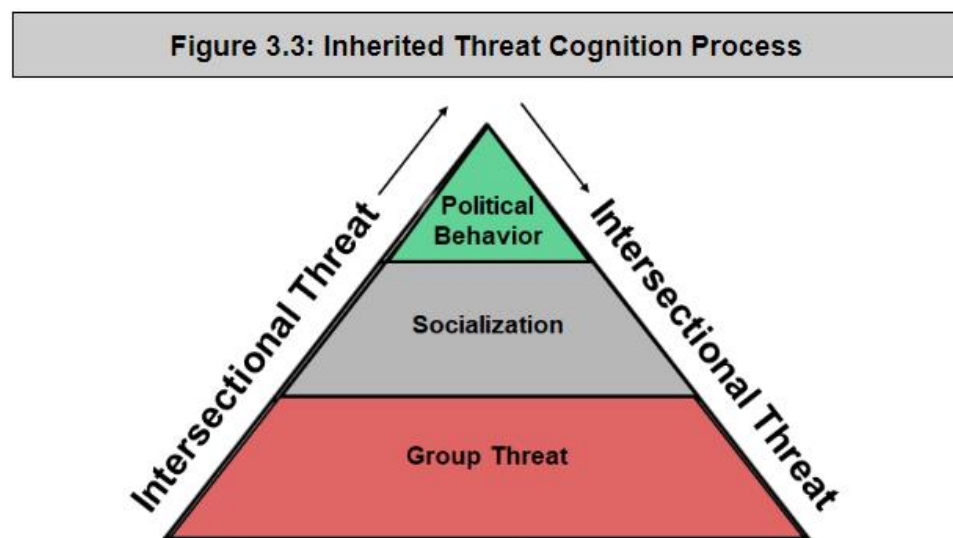 Figure 3.3: Inherited Threat Cognition Process
Intersectional Threat
Political
Behavior
Intersectional Threat
Socialization
Group Threat